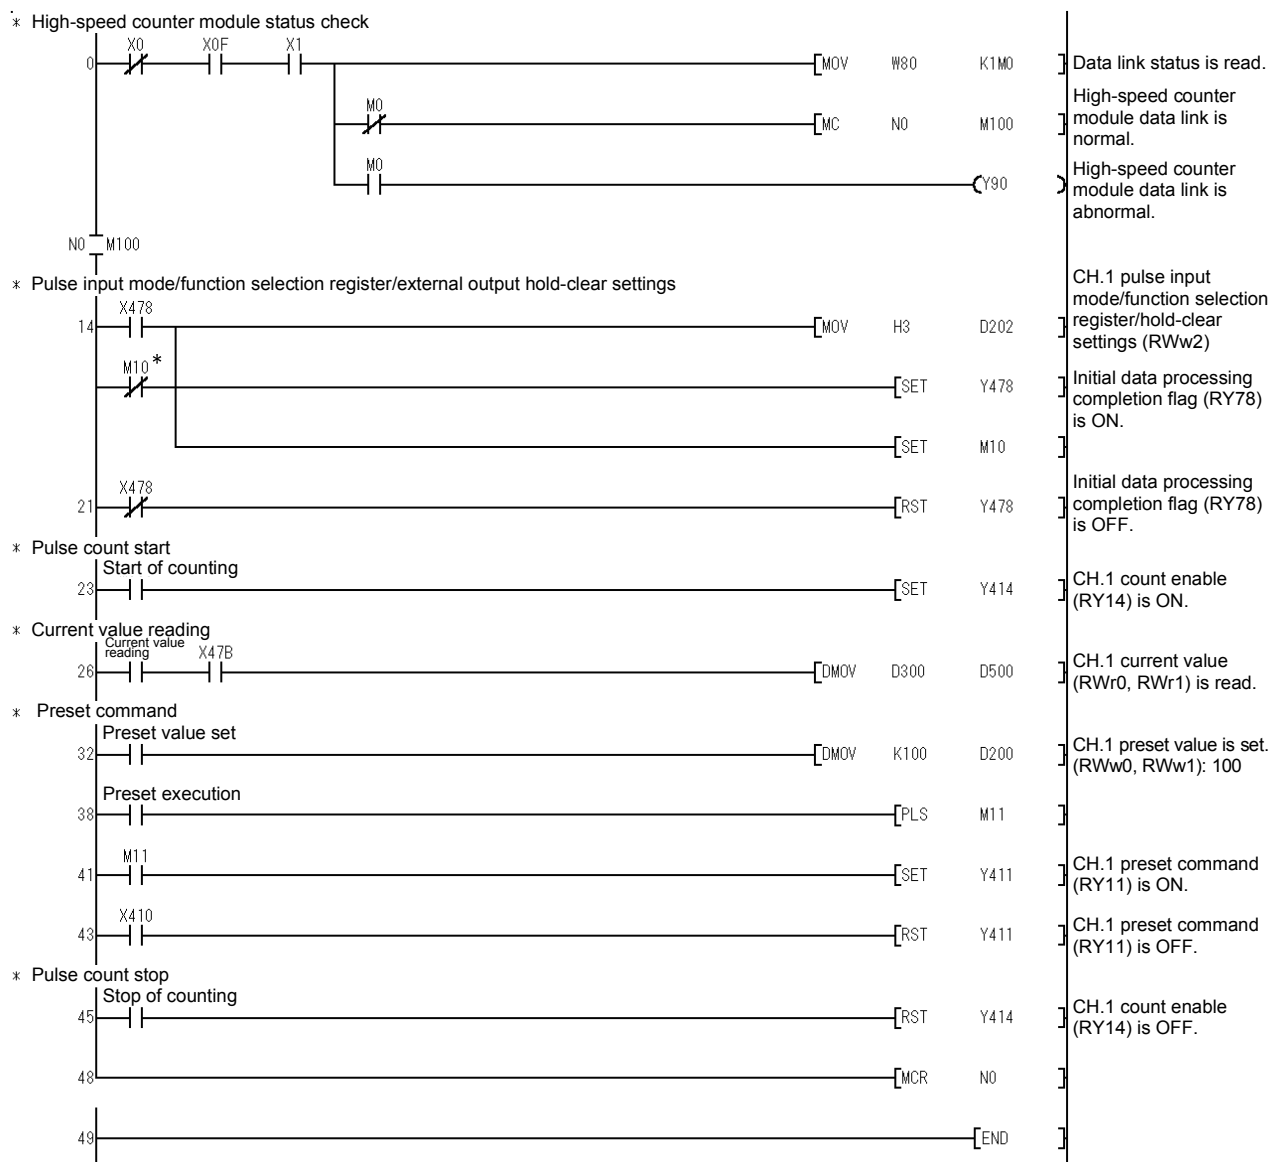 * High-speed counter module status check
X0 X0F X1
0 [MOV W80 K1M0 ] Data link status is read.
M0
[MC N0 M100 ] High-speed counter module data link is normal.
M0
(Y90 ) High-speed counter module data link is abnormal.
N0 M100
* Pulse input mode/function selection register/external output hold-clear settings
X478
14 [MOV H3 D202 ] CH.1 pulse input mode/function selection register/hold-clear settings (RWw2)
M10 *
[SET Y478 ] Initial data processing completion flag (RY78) is ON.
[SET M10 ]
X478
21 [RST Y478 ] Initial data processing completion flag (RY78) is OFF.
* Pulse count start
Start of counting
23 [SET Y414 ] CH.1 count enable (RY14) is ON.
* Current value reading
Current value reading X47B
26 [DMOV D300 D500 ] CH.1 current value (RWr0, RWr1) is read.
* Preset command
Preset value set
32 [DMOV K100 D200 ] CH.1 preset value is set. (RWw0, RWw1): 100
Preset execution
38 [PLS M11 ]
M11
41 [SET Y411 ] CH.1 preset command (RY11) is ON.
X410
43 [RST Y411 ] CH.1 preset command (RY11) is OFF.
* Pulse count stop
Stop of counting
45 [RST Y414 ] CH.1 count enable (RY14) is OFF.
48 [MCR N0 ]
49 [END ]